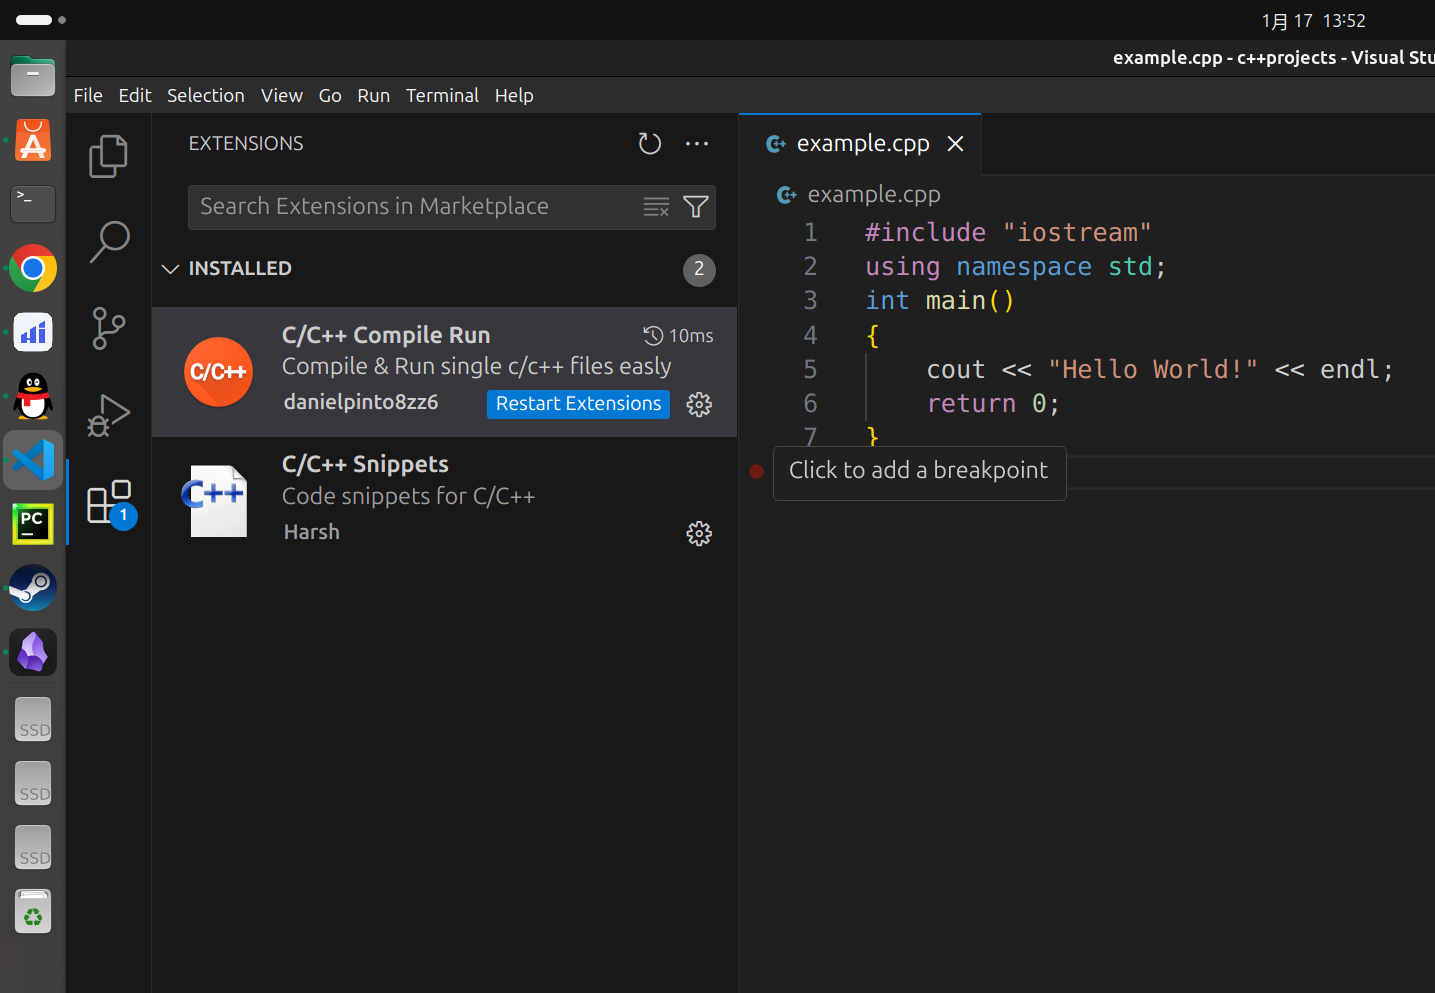 1月 17 13:52
example.cpp - c++projects - Visual Stu
File Edit Selection View Go Run Terminal Help
EXTENSIONS
Search Extensions in Marketplace
INSTALLED 2
C/C++ Compile Run 10ms
Compile & Run single c/c++ files easly
danielpinto8zz6 Restart Extensions
C/C++
C/C++ Snippets
Code snippets for C/C++
Harsh
C++
1
example.cpp
example.cpp
1 #include "iostream"
2 using namespace std;
3 int main()
4 {
5 cout << "Hello World!" << endl;
6 return 0;
7 }
Click to add a breakpoint
>_
PC
SSD
SSD
SSD